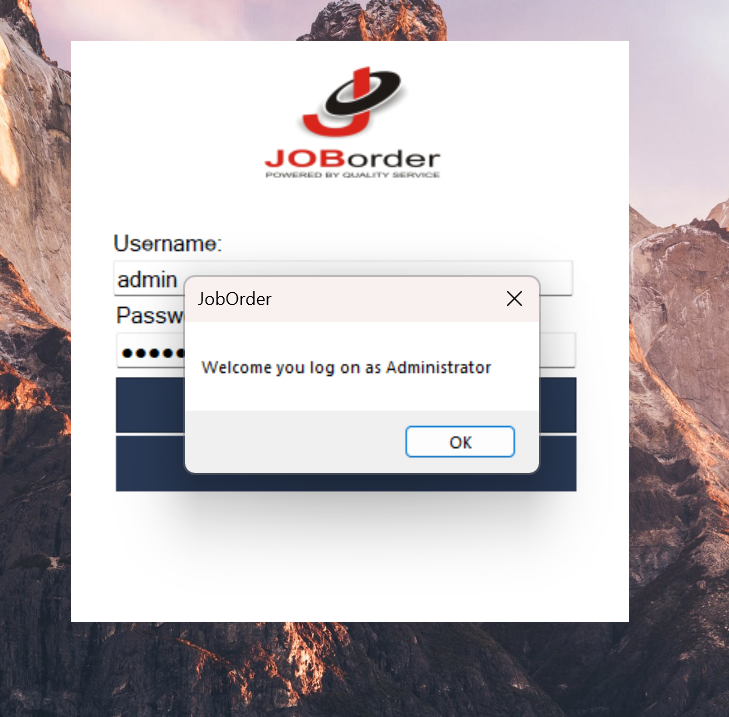 JOBorder
POWERED BY QUALITY SERVICE
Username:
admin
JobOrder
Welcome you log on as Administrator
OK